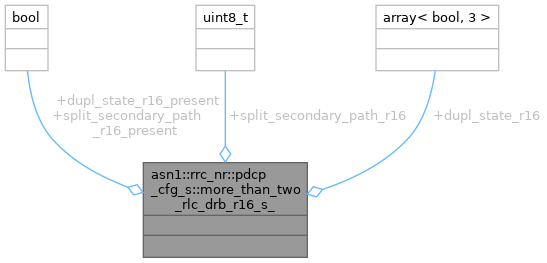 bool
uint8_t
array< bool, 3 >
+dupl_state_r16_present
+split_secondary_path
_r16_present
+split_secondary_path_r16
+dupl_state_r16
asn1::rrc_nr::pdcp
_cfg_s::more_than_two
_rlc_drb_r16_s_